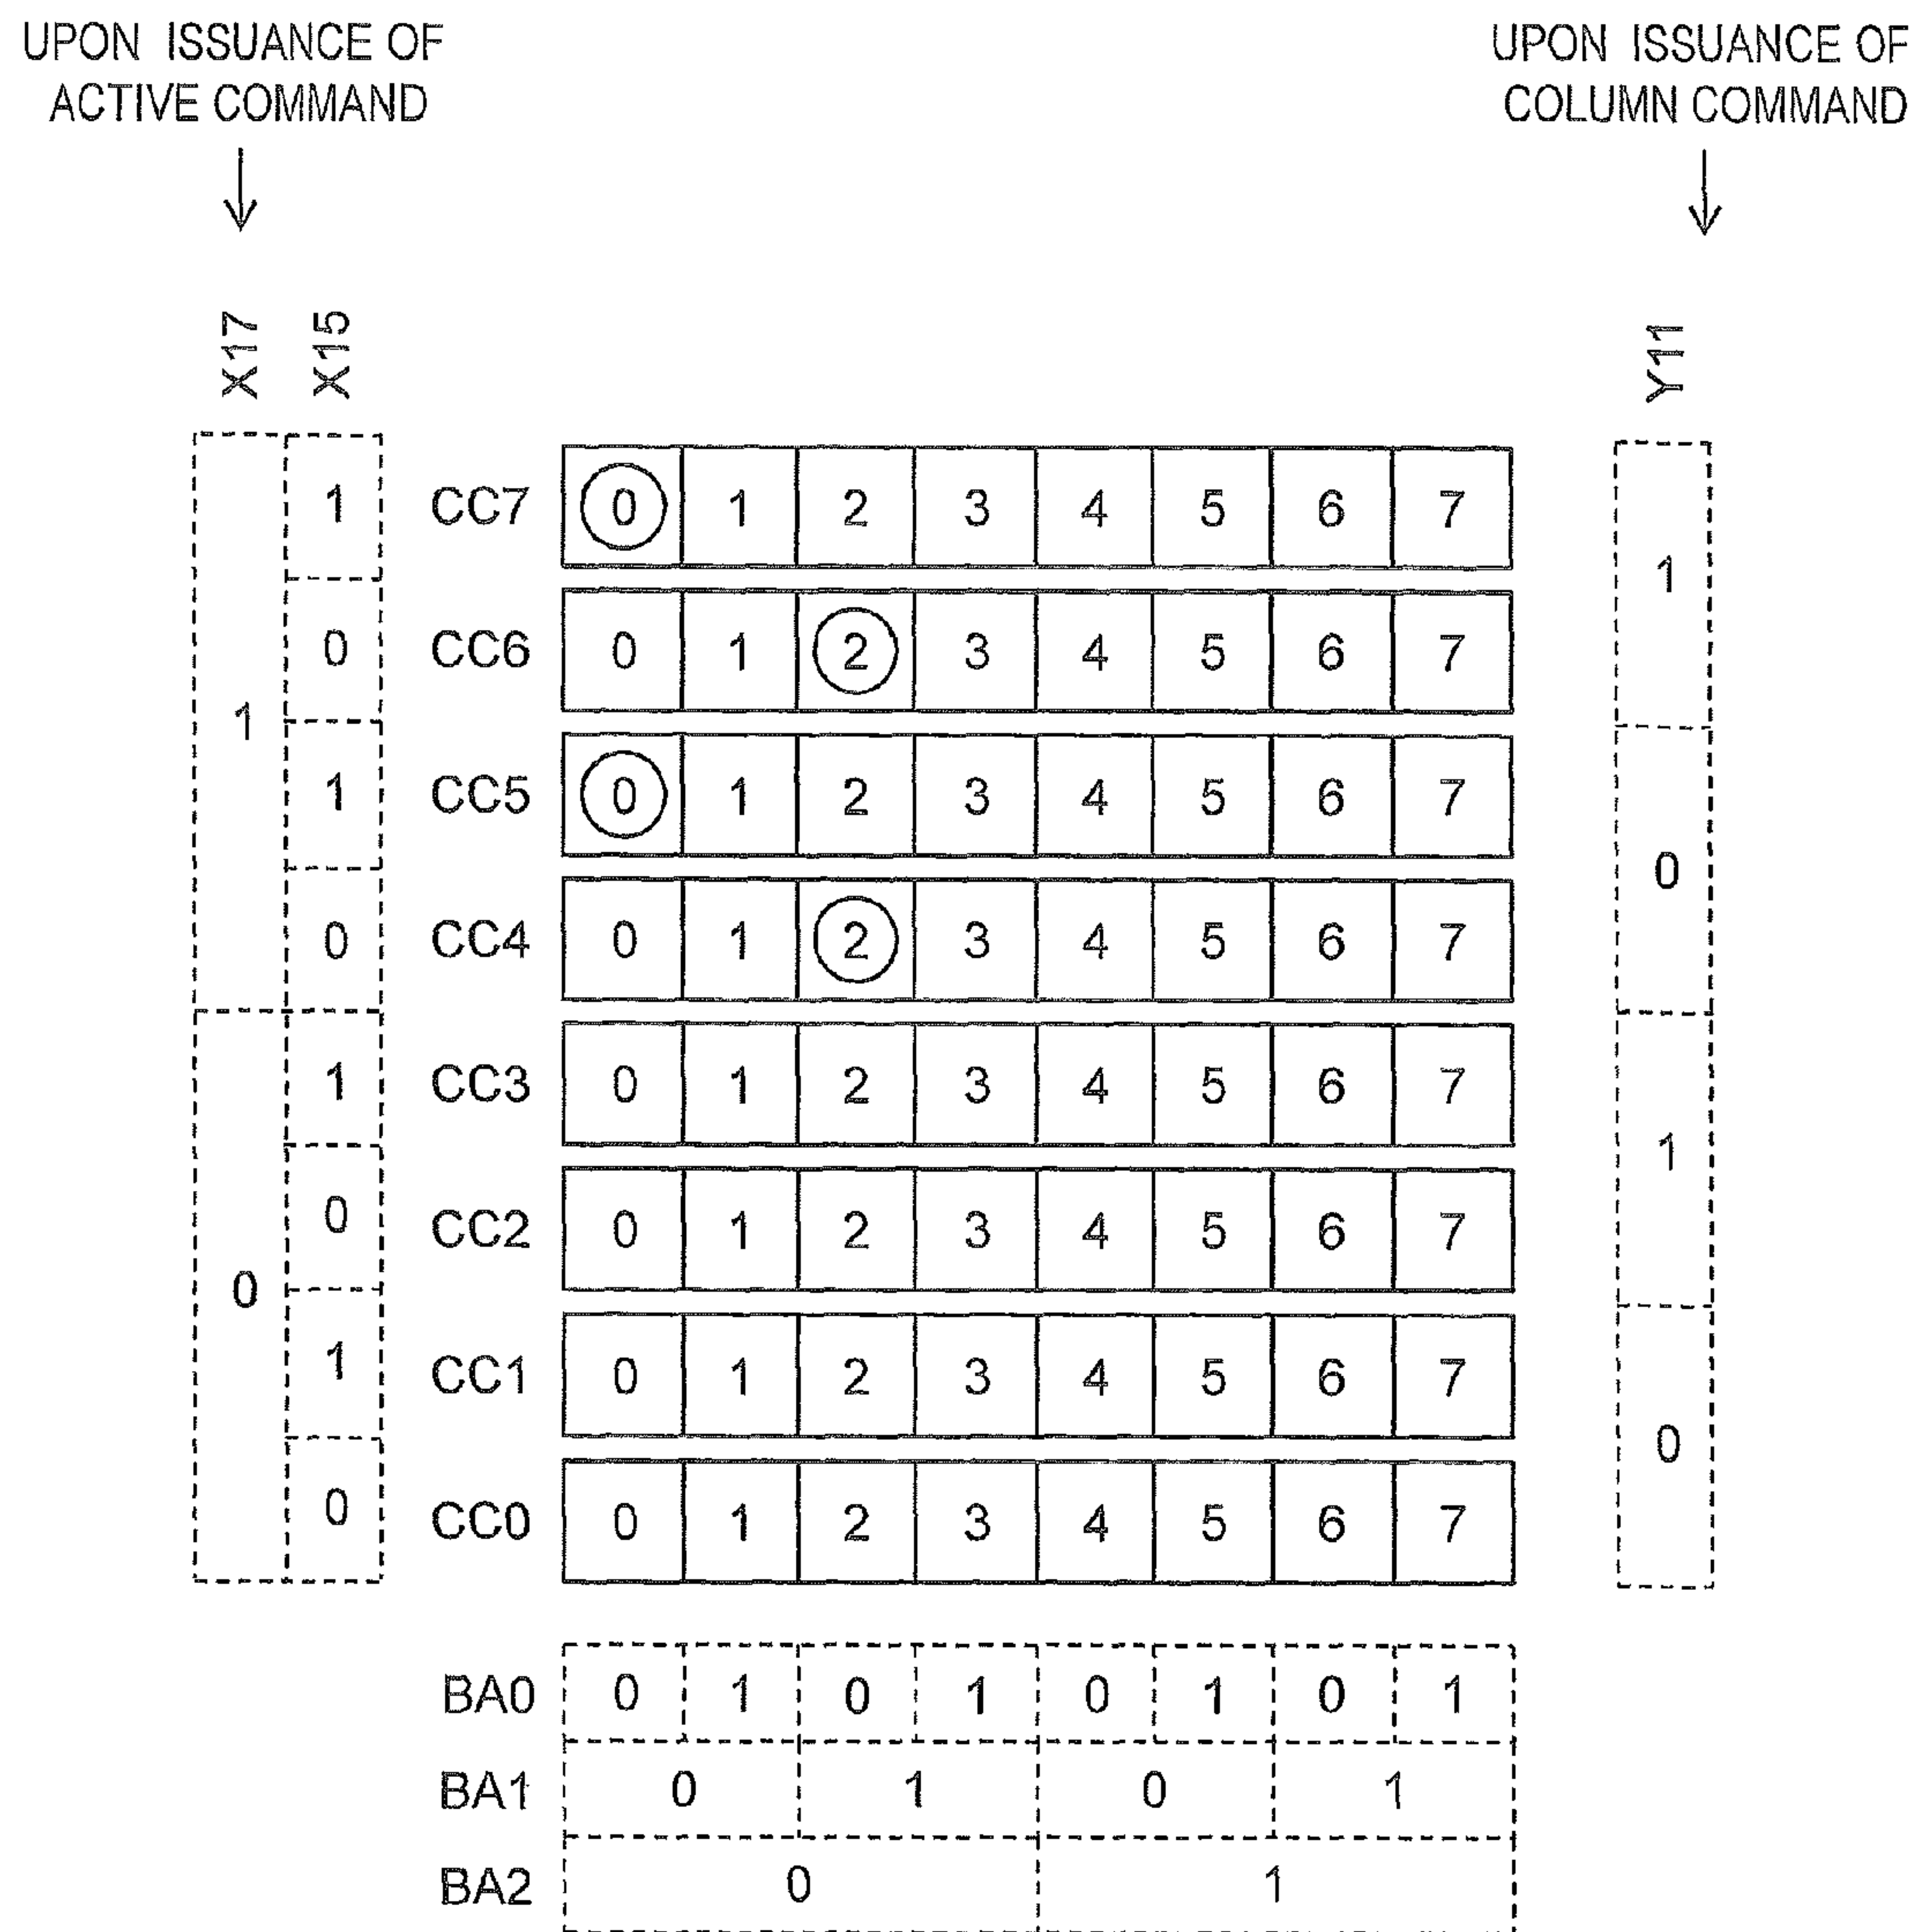 UPON ISSUANCE OF
ACTIVE COMMAND
UPON ISSUANCE OF
COLUMN COMMAND
X17
X15
Y11
1
1 CC7 0 1 2 3 4 5 6 7
1
0 CC6 0 1 2 3 4 5 6 7
1 CC5 0 1 2 3 4 5 6 7
0
0 CC4 0 1 2 3 4 5 6 7
0
1 CC3 0 1 2 3 4 5 6 7
1
0 CC2 0 1 2 3 4 5 6 7
1 CC1 0 1 2 3 4 5 6 7
0
0 CC0 0 1 2 3 4 5 6 7
BA0 0 1 0 1 0 1 0 1
BA1 0 1 0 1
BA2 0 1